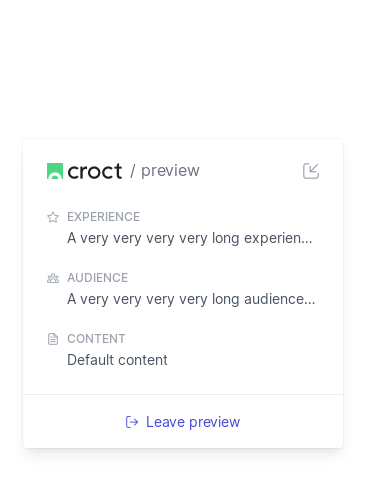 croct / preview
EXPERIENCE
A very very very very long experien...
AUDIENCE
A very very very very long audience...
CONTENT
Default content
Leave preview